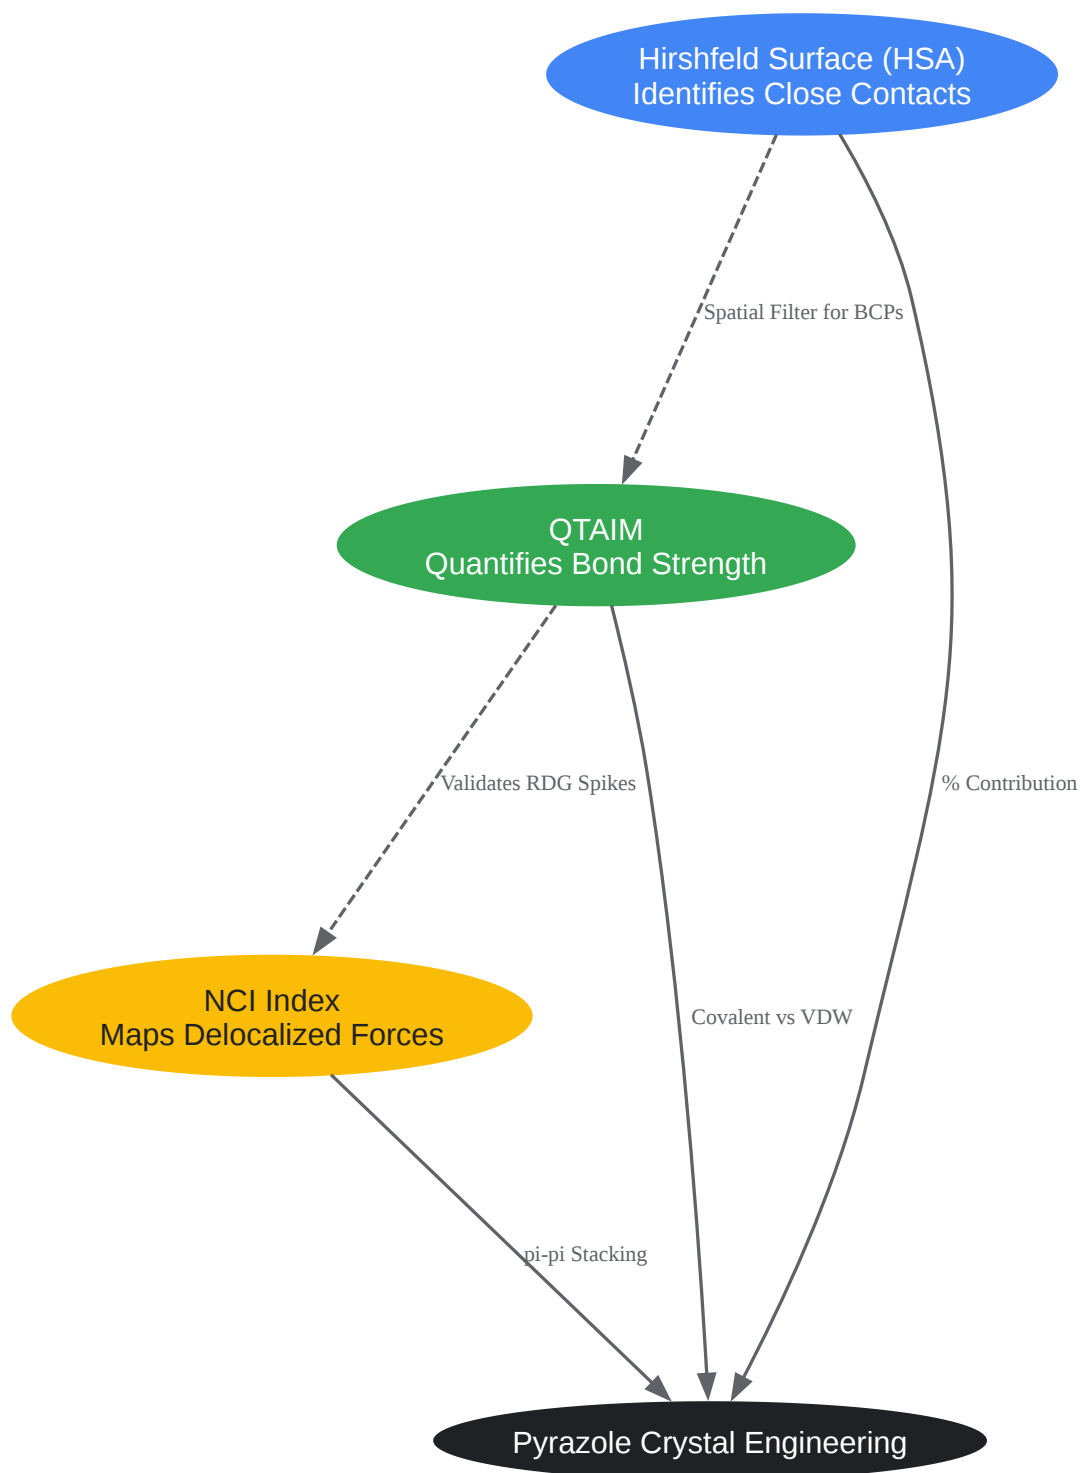 Hirshfeld Surface (HSA)
Identifies Close Contacts
Spatial Filter for BCPs
QTAIM
Quantifies Bond Strength
Validates RDG Spikes
% Contribution
NCI Index
Maps Delocalized Forces
Covalent vs VDW
pi-pi Stacking
Pyrazole Crystal Engineering